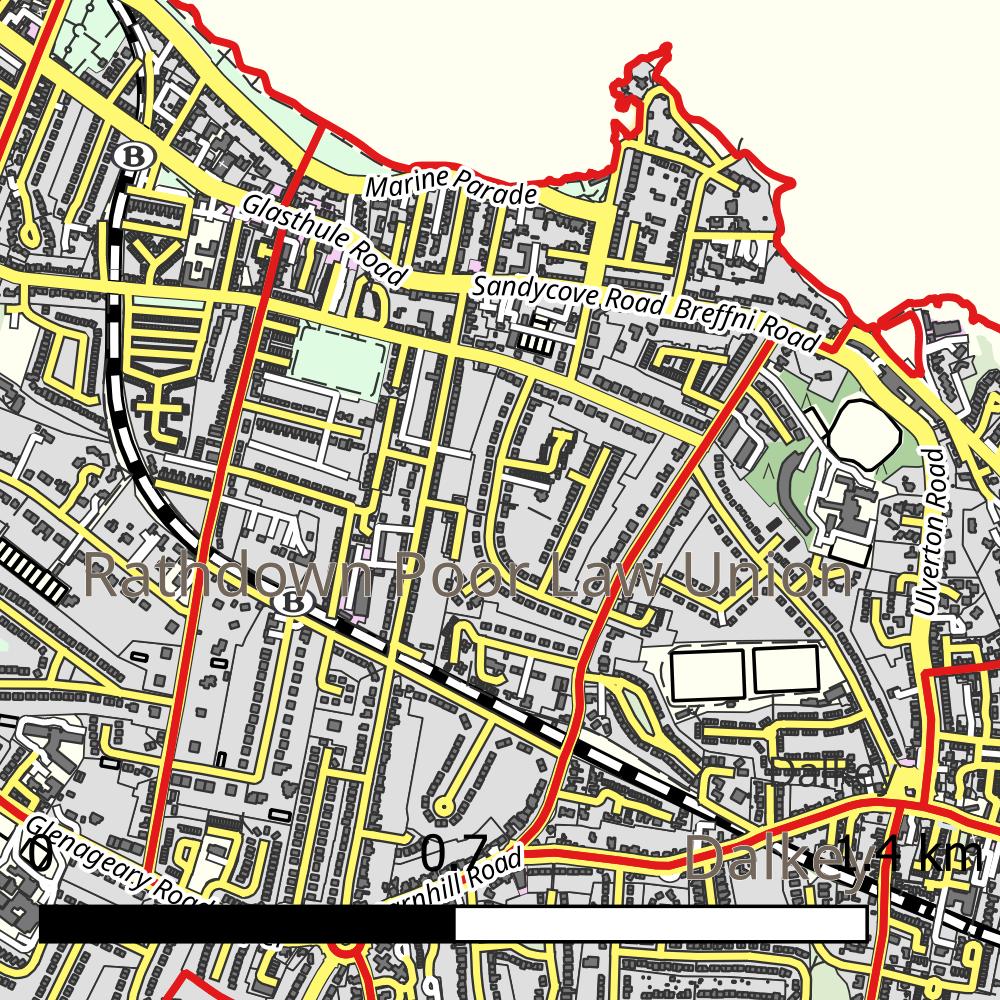 B
Marine Parade
Glasthule Road
Sandycove Road
Breffni Road
Ulverton Road
Rathdown Poor Law Union
B
Dalkey
Glenageary Road
0
0.7
1.4 km